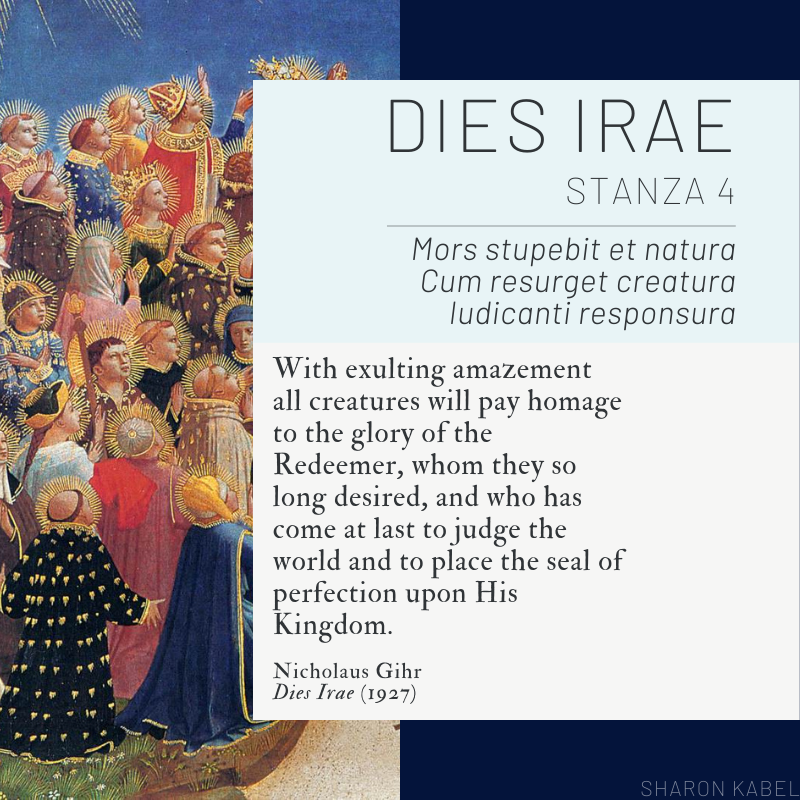 DIES IRAE
STANZA 4
Mors stupebit et natura
Cum resurget creatura
Iudicanti responsura
With exulting amazement
all creatures will pay homage
to the glory of the
Redeemer, whom they so
long desired, and who has
come at last to judge the
world and to place the seal of
perfection upon His
Kingdom.
Nicholaus Gihr
Dies Irae (1927)
SHARON KABEL